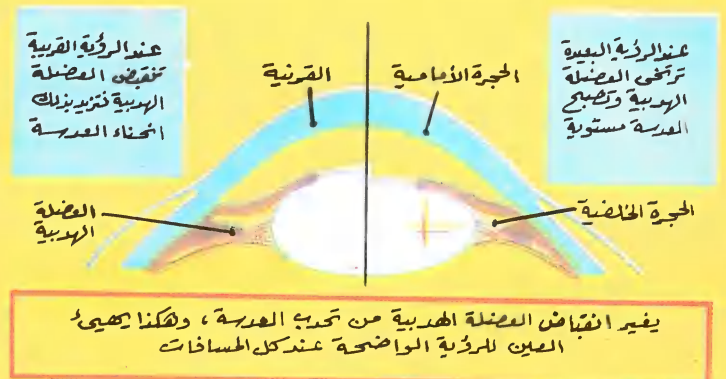 عند الرؤية البعيدة
ترتخي العضلة
الهدبية وتصبح
العدسة مستوية
عند الرؤية القريبة
تنقبض العضلة
الهدبية فتزيد بذلك
انحناء العدسة
الحجرة الأمامية
القرنية
الحجرة الخلفية
العضلة
الهدبية
يغير انقباض العضلة الهدبية من تحدب العدسة، وهكذا يهيئ
العين للرؤية الواضحة عند كل المسافات